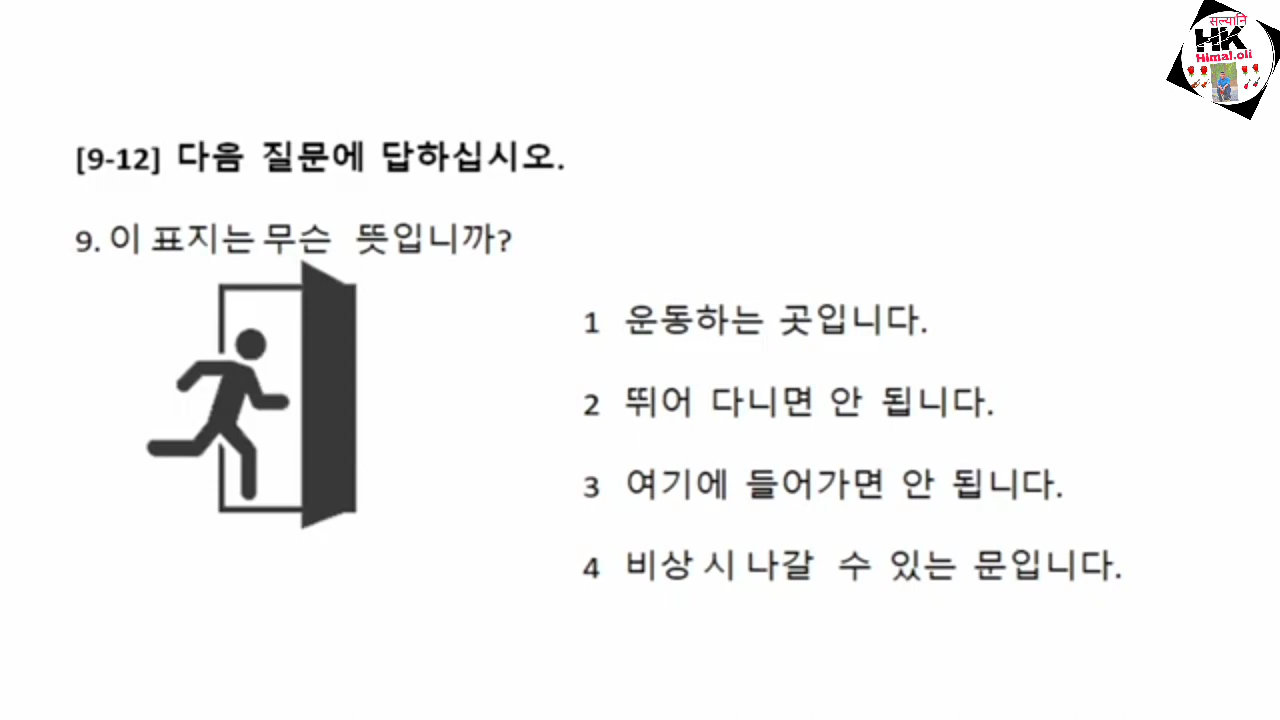 सल्यानि
HK
Himal.oli
[9-12] 다음 질문에 답하십시오.
9. 이 표지는 무슨 뜻입니까?
1 운동하는 곳입니다.
2 뛰어 다니면 안 됩니다.
3 여기에 들어가면 안 됩니다.
4 비상 시 나갈 수 있는 문입니다.